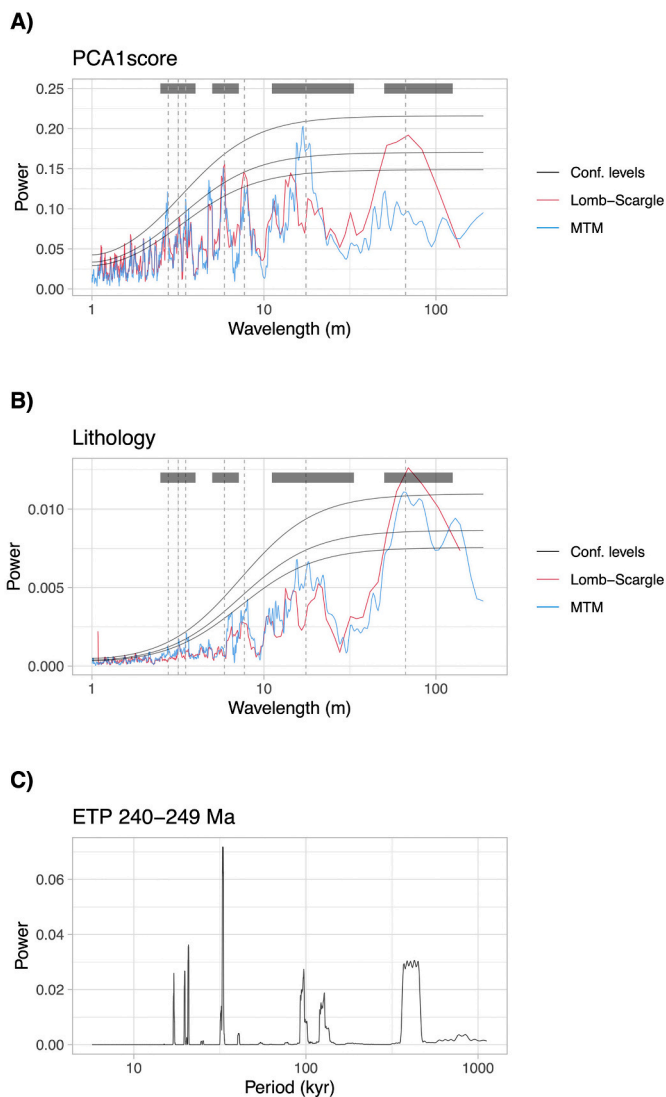 A)
PCA1score
0.25
0.20
0.15
0.10
0.05
0.00
Power
1
10
100
Wavelength (m)
Conf. levels
Lomb−Scargle
MTM
B)
Lithology
0.010
0.005
0.000
Power
1
10
100
Wavelength (m)
Conf. levels
Lomb−Scargle
MTM
C)
ETP 240−249 Ma
0.06
0.04
0.02
0.00
Power
10
100
1000
Period (kyr)